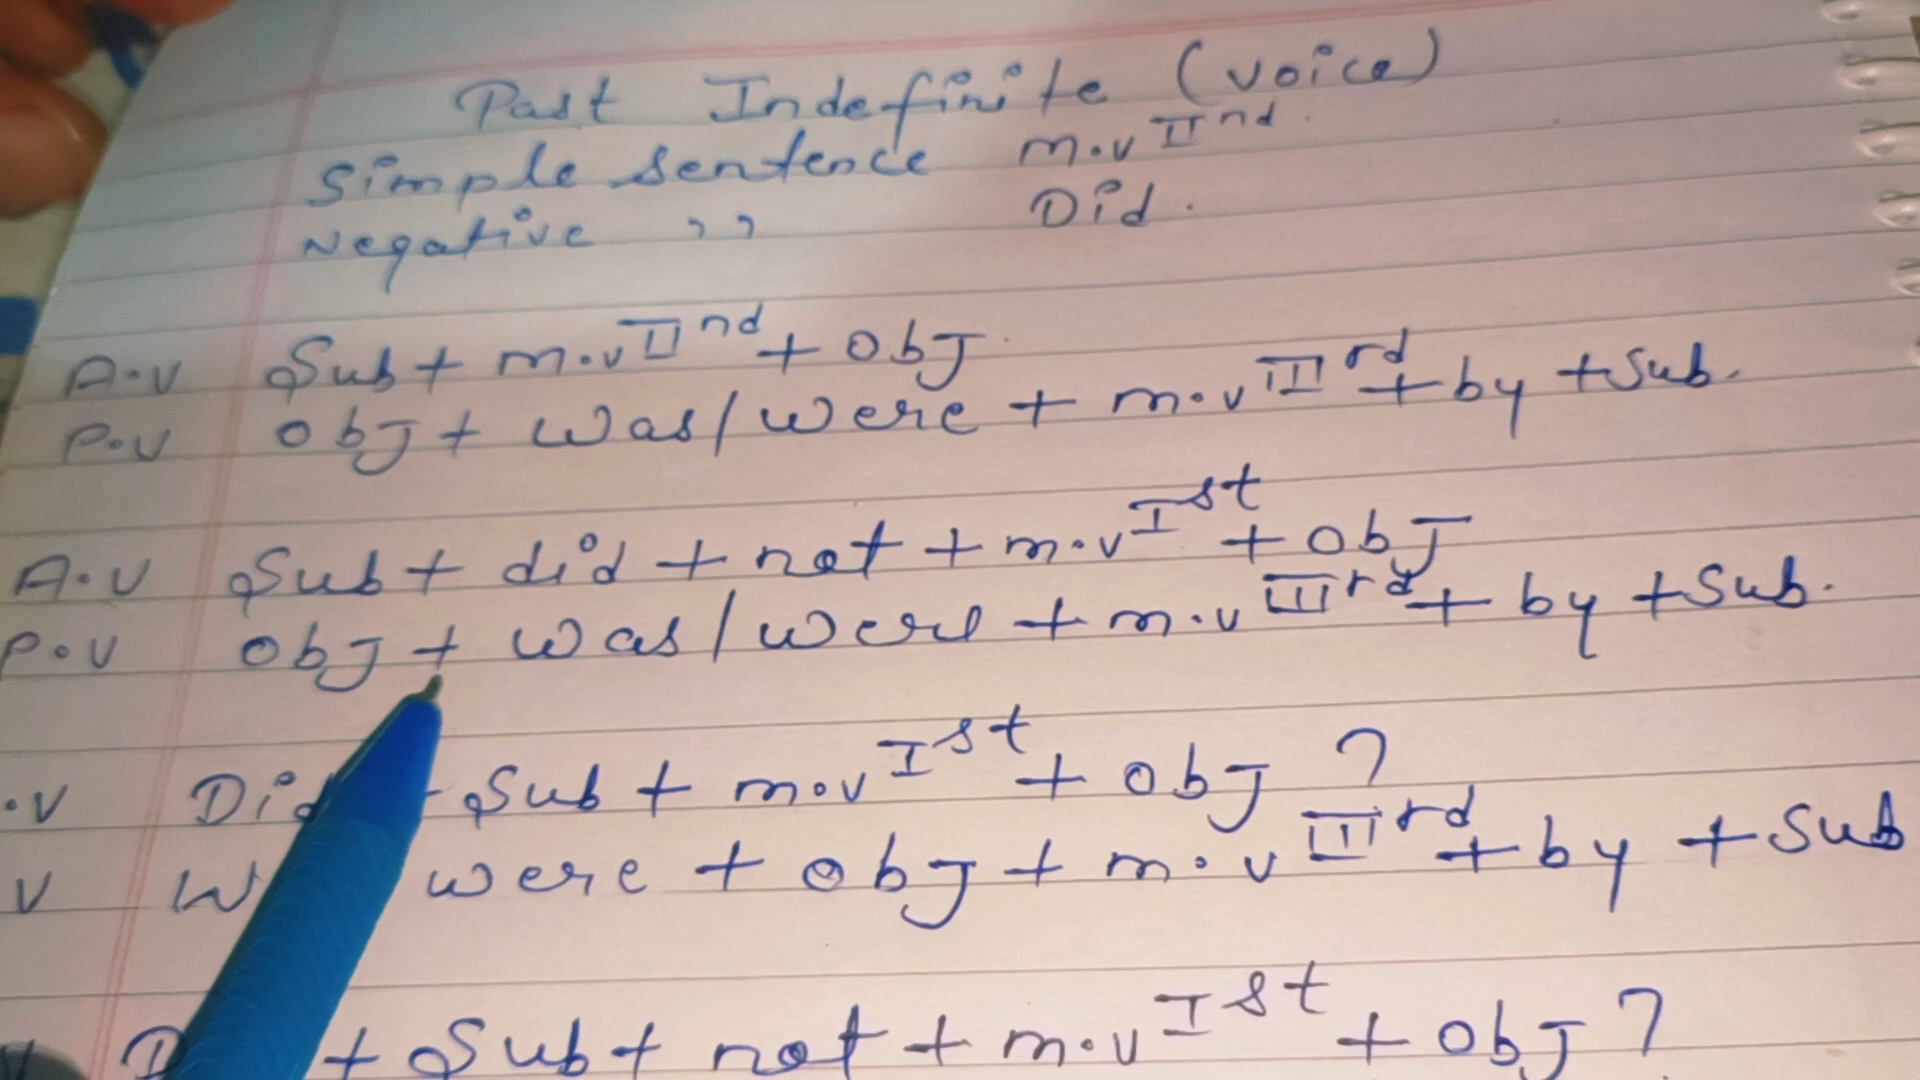 Past Indefinite (voice)
Simple sentence m.v IInd.
Negative ,, Did.
A.V Sub + m.v IInd + obj.
P.V obj + was/were + m.v IIIrd + by + Sub.
A.V Sub + did + not + m.v Ist + obj
P.V obj + was/were + m.v IIIrd + by + Sub.
.V Did Sub + m.v Ist + obj ?
V were + obj + m.v IIIrd + by + Sub
+ Sub + not + m.v Ist + obj ?